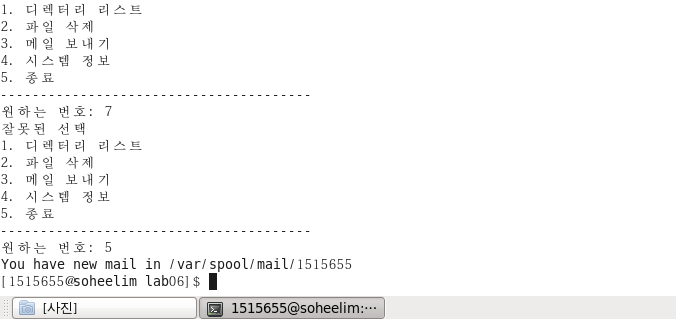 1. 디렉터리 리스트
2. 파일 삭제
3. 메일 보내기
4. 시스템 정보
5. 종료
---------------------------------------
원하는 번호: 7
잘못된 선택
1. 디렉터리 리스트
2. 파일 삭제
3. 메일 보내기
4. 시스템 정보
5. 종료
---------------------------------------
원하는 번호: 5
You have new mail in /var/spool/mail/1515655
[1515655@soheelim lab06]$
[사진] 1515655@soheelim:···